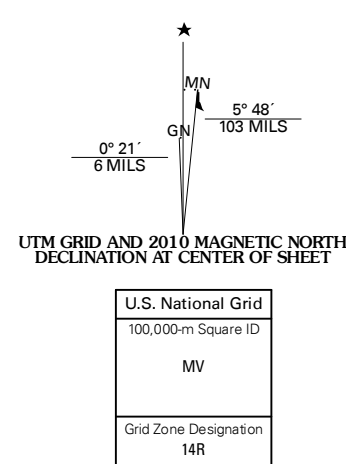 ★
MN
5° 48´
103 MILS
GN
0° 21´
6 MILS
UTM GRID AND 2010 MAGNETIC NORTH
DECLINATION AT CENTER OF SHEET
U.S. National Grid
100,000-m Square ID
MV
Grid Zone Designation
14R